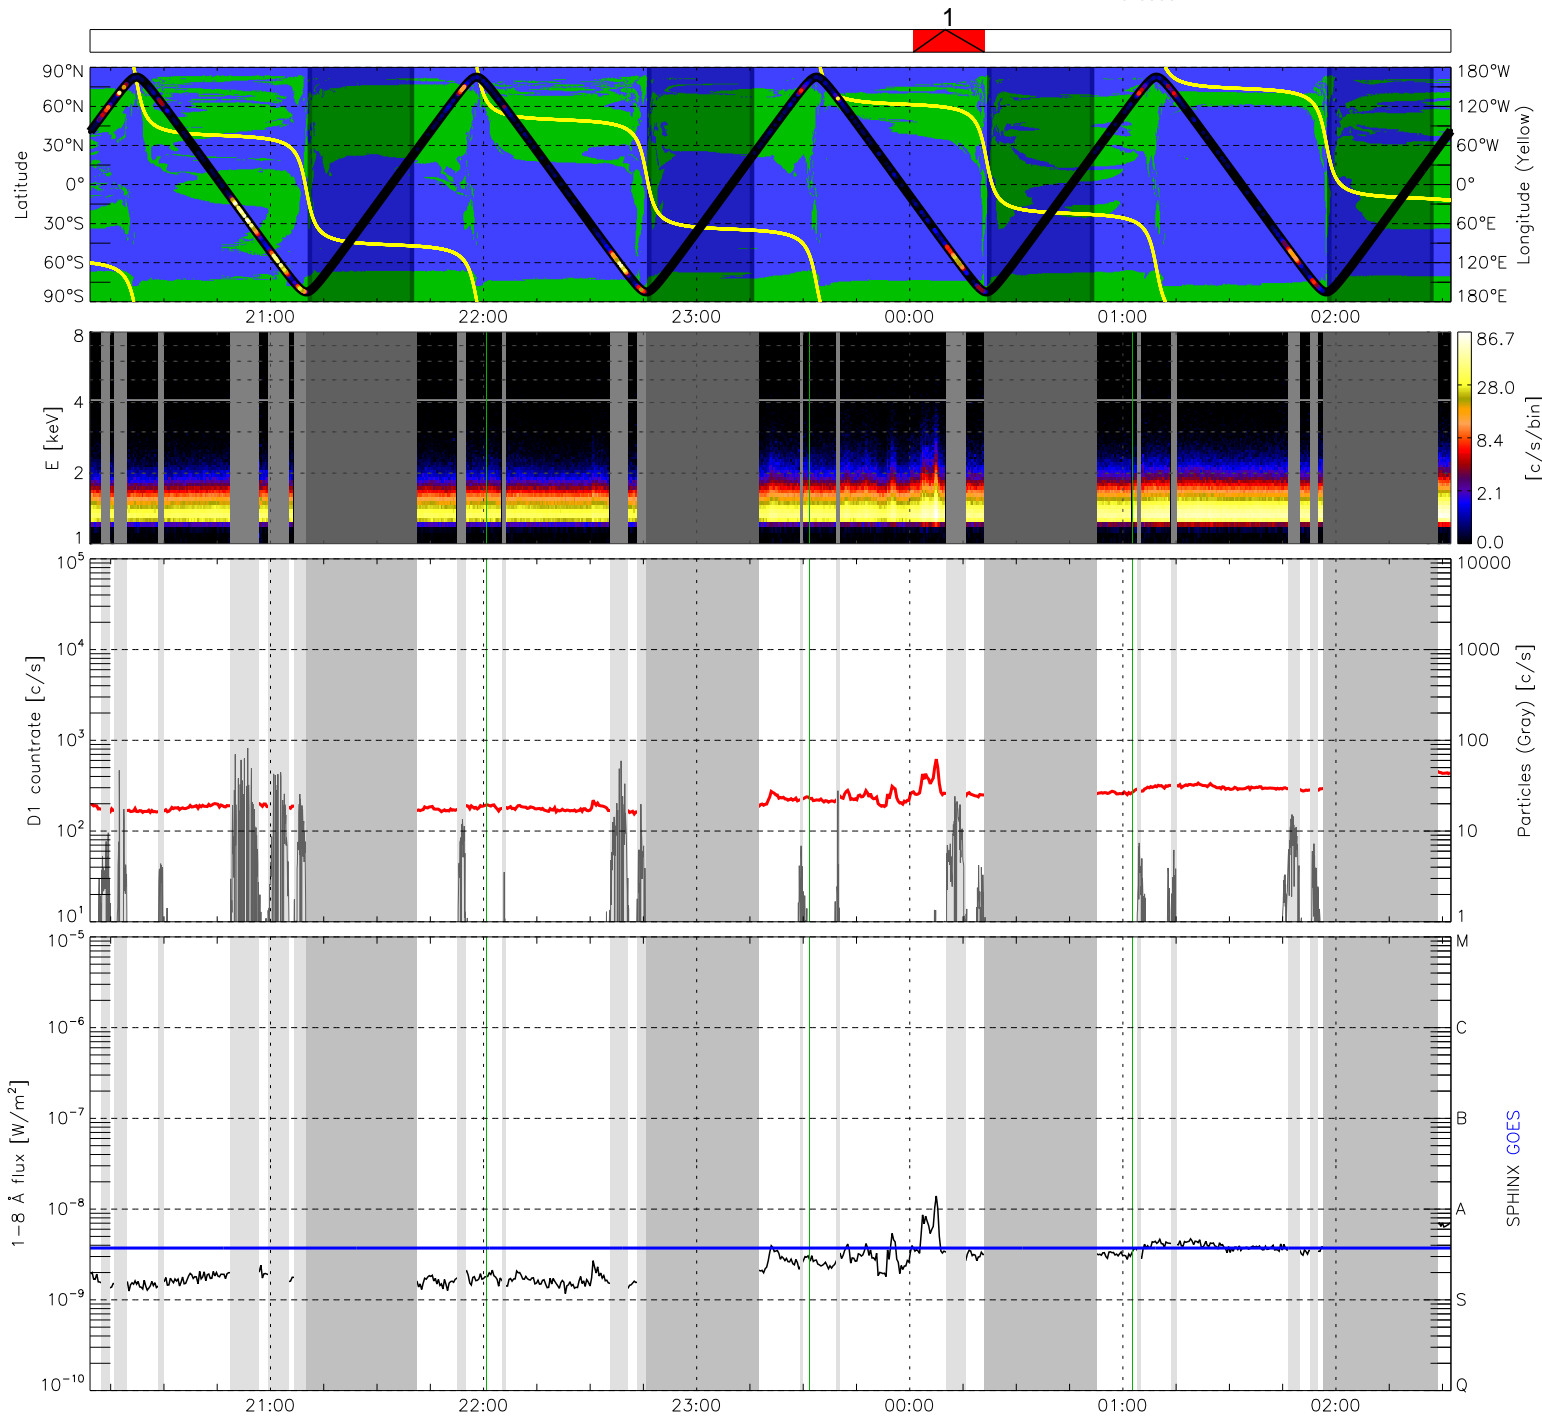 1
90°N
60°N
30°N
0°
30°S
60°S
90°S
Latitude
180°W
120°W
60°W
0°
60°E
120°E
180°E
Longitude (Yellow)
21:00 22:00 23:00 00:00 01:00 02:00
8
4
2
1
E [keV]
86.7
28.0
8.4
2.1
0.0
[c/s/bin]
10^5
10^4
10^3
10^2
10^1
D1 countrate [c/s]
10000
1000
100
10
1
Particles (Gray) [c/s]
10^-5
10^-6
10^-7
10^-8
10^-9
10^-10
1-8 Å flux [W/m²]
M
C
B
A
S
Q
SPHINX GOES
21:00 22:00 23:00 00:00 01:00 02:00